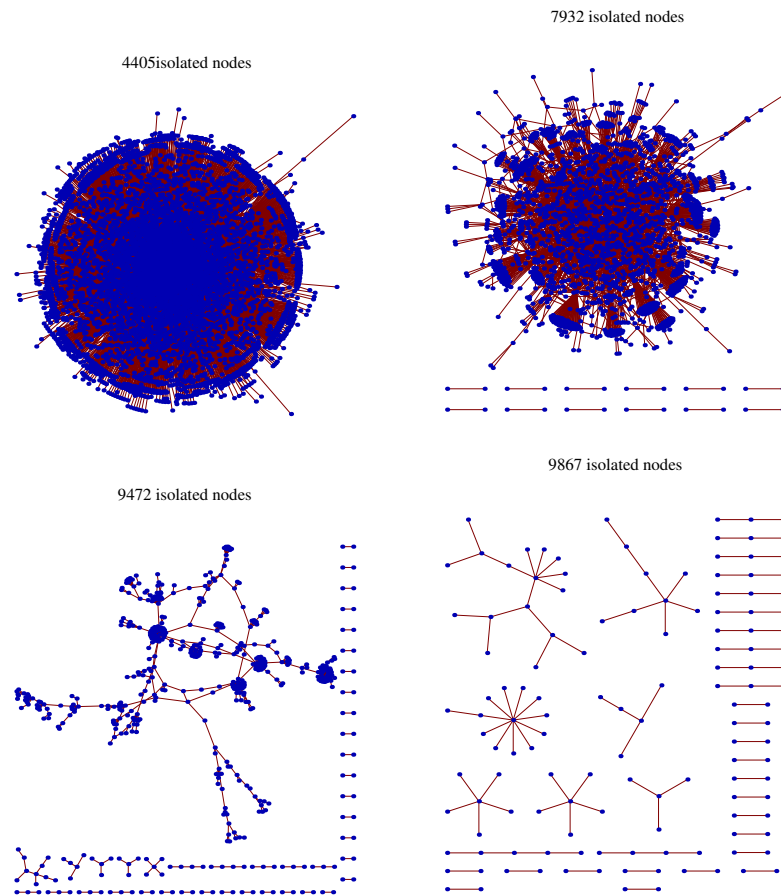 7932 isolated nodes
4405isolated nodes
9867 isolated nodes
9472 isolated nodes